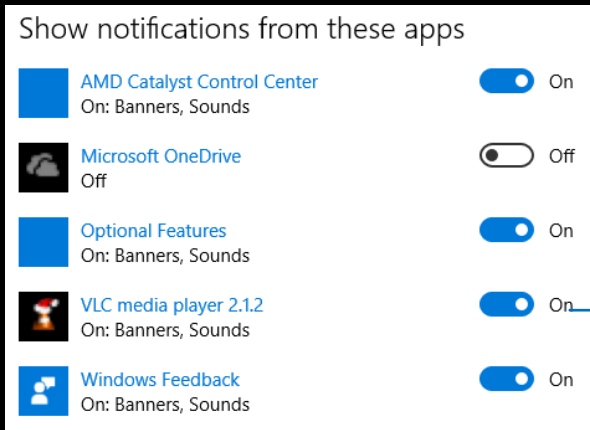 Show notifications from these apps
AMD Catalyst Control Center On
On: Banners, Sounds
Microsoft OneDrive Off
Off
Optional Features On
On: Banners, Sounds
VLC media player 2.1.2 On
On: Banners, Sounds
Windows Feedback On
On: Banners, Sounds